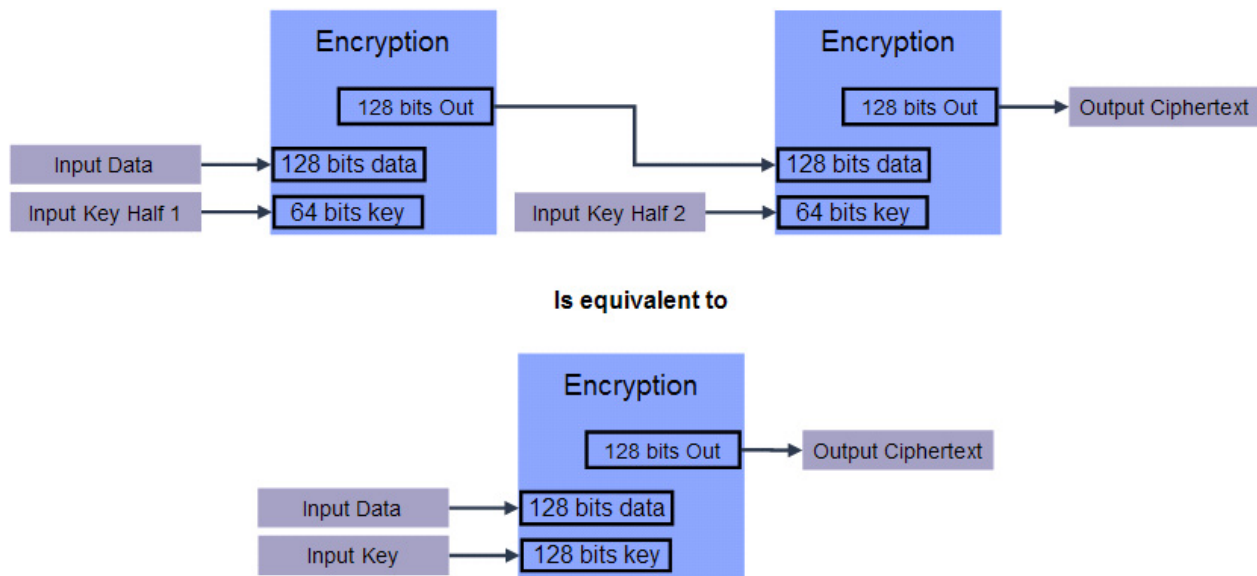 Encryption
Encryption
128 bits Out
128 bits Out
Output Ciphertext
Input Data
128 bits data
128 bits data
Input Key Half 1
64 bits key
Input Key Half 2
64 bits key
Is equivalent to
Encryption
128 bits Out
Output Ciphertext
Input Data
128 bits data
Input Key
128 bits key